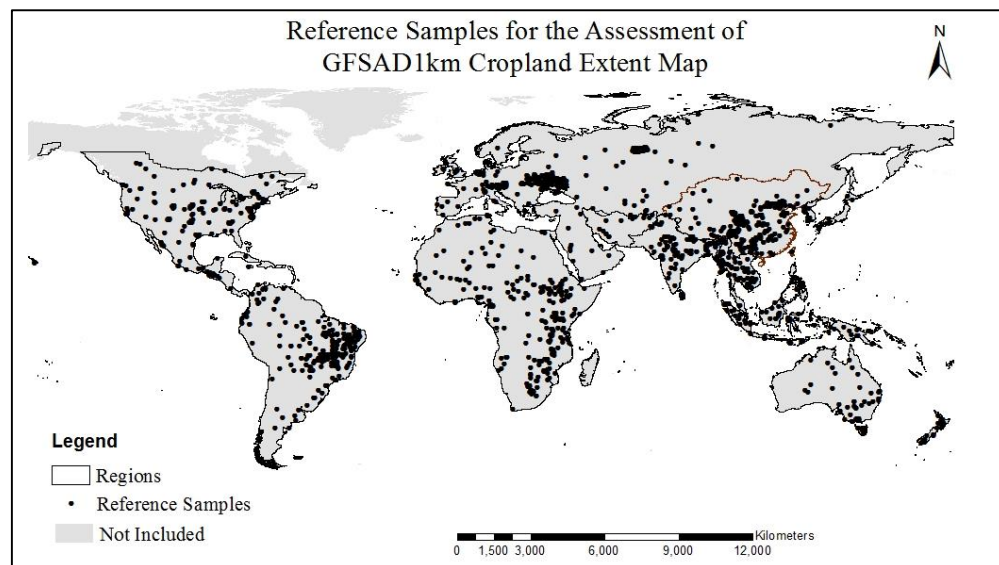 Reference Samples for the Assessment of
GFSAD1km Cropland Extent Map
N
Legend
Regions
Reference Samples
Not Included
Kilometers
0 1,500 3,000 6,000 9,000 12,000